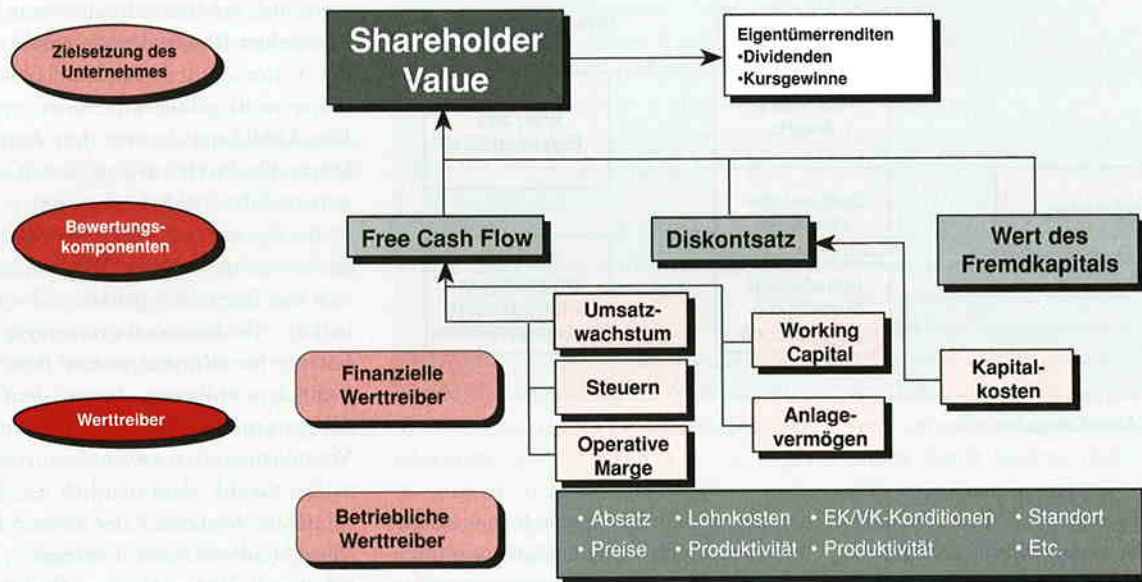 Zielsetzung des
Unternehmes
Shareholder
Value
Eigentümerrenditen
•Dividenden
•Kursgewinne
Bewertungs-
komponenten
Free Cash Flow
Diskontsatz
Wert des
Fremdkapitals
Werttreiber
Finanzielle
Werttreiber
Umsatz-
wachstum
Steuern
Operative
Marge
Working
Capital
Anlage-
vermögen
Kapital-
kosten
Betriebliche
Werttreiber
• Absatz • Lohnkosten • EK/VK-Konditionen • Standort
• Preise • Produktivität • Produktivität • Etc.